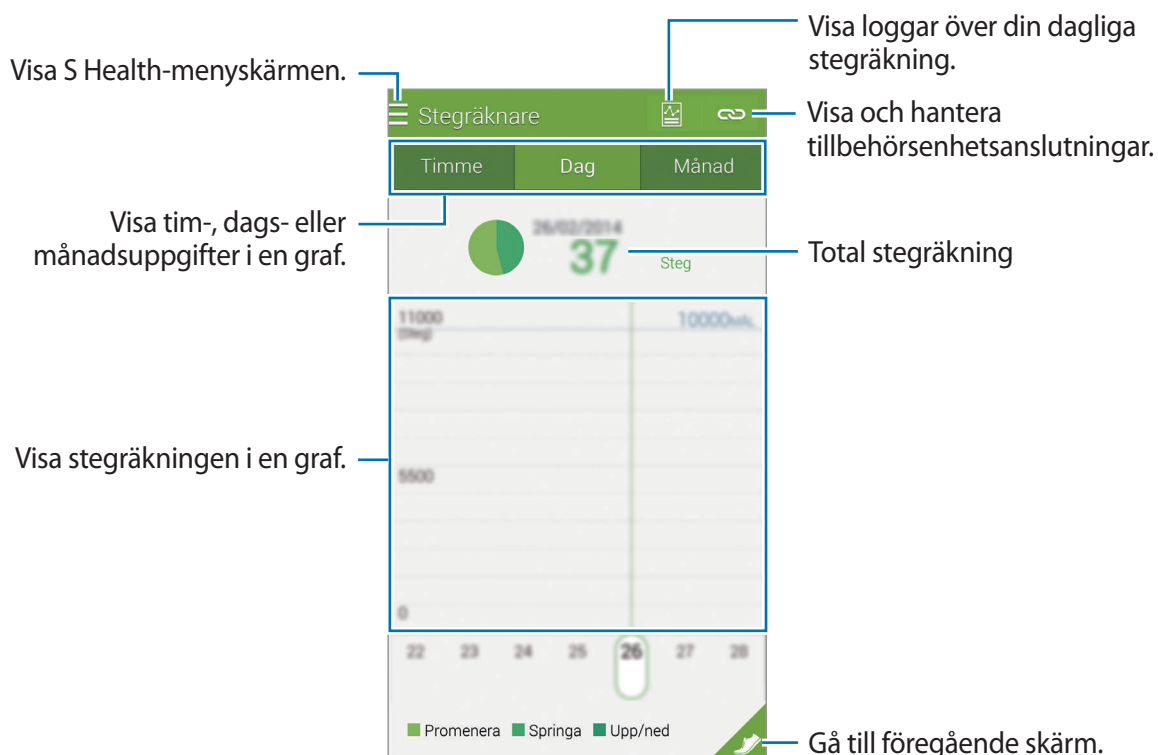 Visa loggar över din dagliga
stegräkning.
Visa S Health-menyskärmen.
Stegräknare
Visa och hantera
tillbehörsenhetsanslutningar.
Timme Dag Månad
Visa tim-, dags- eller
månadsuppgifter i en graf.
26/02/2014
37
Steg
Total stegräkning
11000
(Steg)
10000MÅL
Visa stegräkningen i en graf.
5500
0
22 23 24 25 26 27 28
Promenera Springa Upp/ned
Gå till föregående skärm.